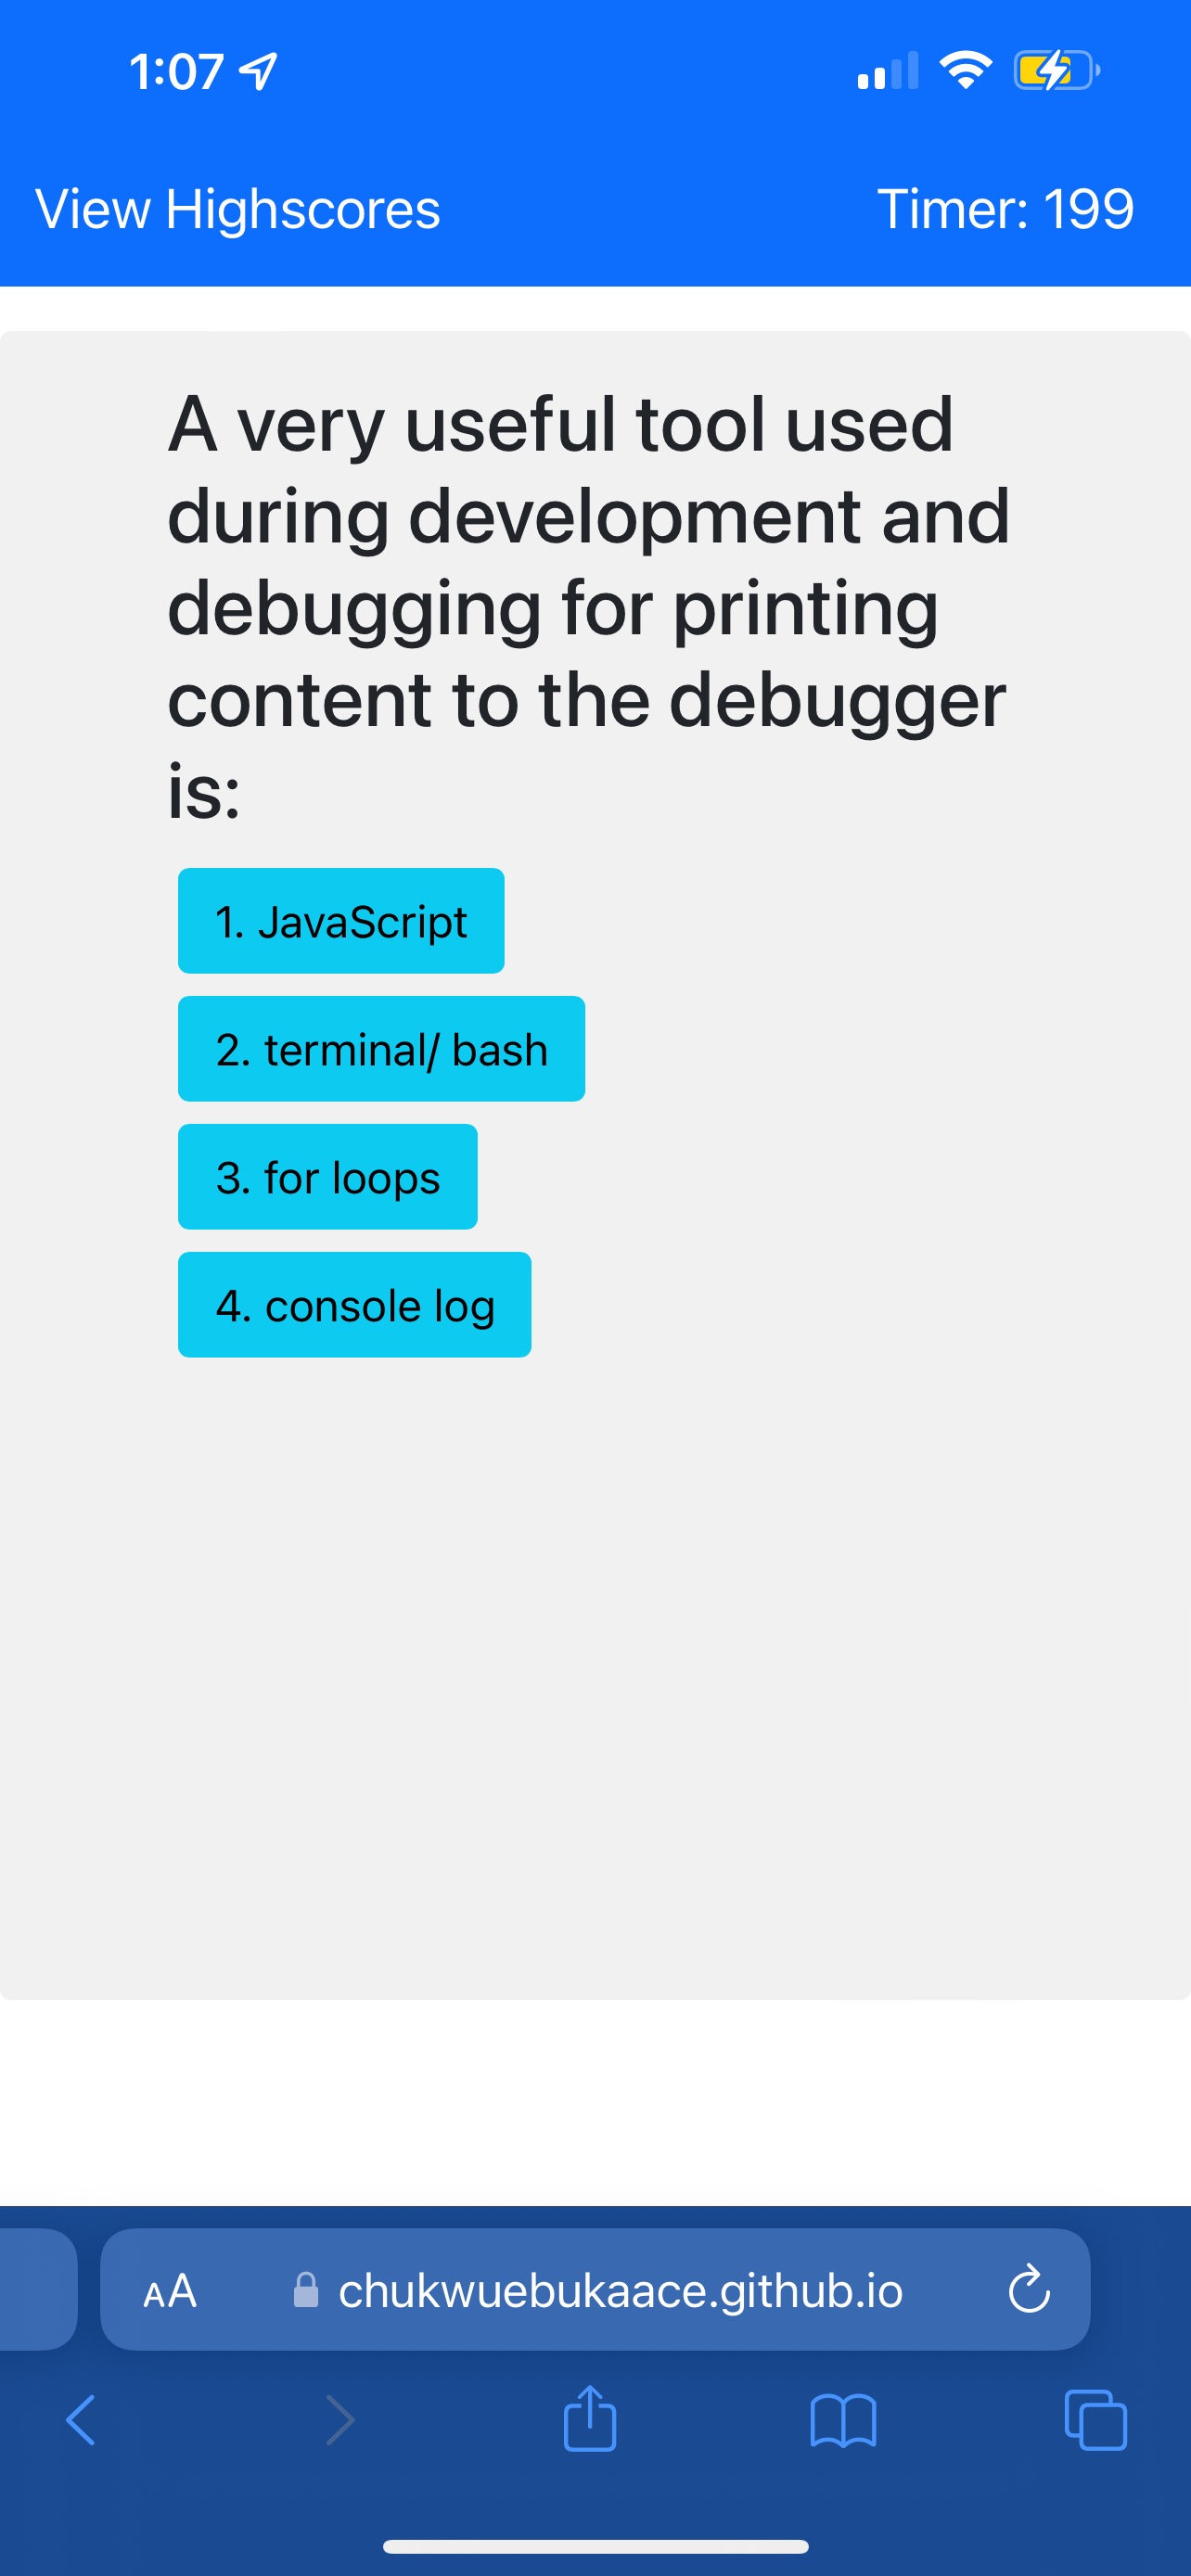 1:07
View Highscores
Timer: 199
A very useful tool used
during development and
debugging for printing
content to the debugger
is:
1. JavaScript
2. terminal/ bash
3. for loops
4. console log
AA
chukwuebukaace.github.io